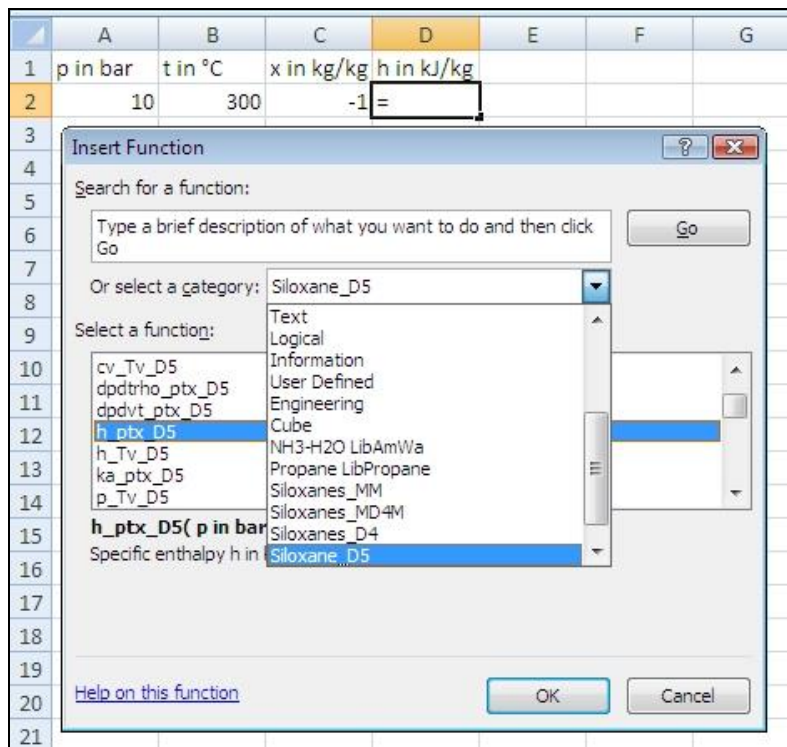 A B C D E F G
1 p in bar t in °C x in kg/kg h in kJ/kg
2 10 300 -1 =
3
Insert Function
4
Search for a function:
5
Type a brief description of what you want to do and then click
6
Go
Go
7
Or select a category: Siloxane_D5
8
Text
9
Select a function:
Logical
Information
10
cv_Tv_D5
User Defined
dpdtrho_ptx_D5
Engineering
11
dpdvt_ptx_D5
Cube
12
h_ptx_D5
NH3-H2O LibAmWa
h_Tv_D5
Propane LibPropane
13
ka_ptx_D5
Siloxanes_MM
14
p_Tv_D5
Siloxanes_MD4M
15
h_ptx_D5( p in bar
Siloxanes_D4
16
Specific enthalpy h in
Siloxane_D5
17
18
19
20
Help on this function OK Cancel
21